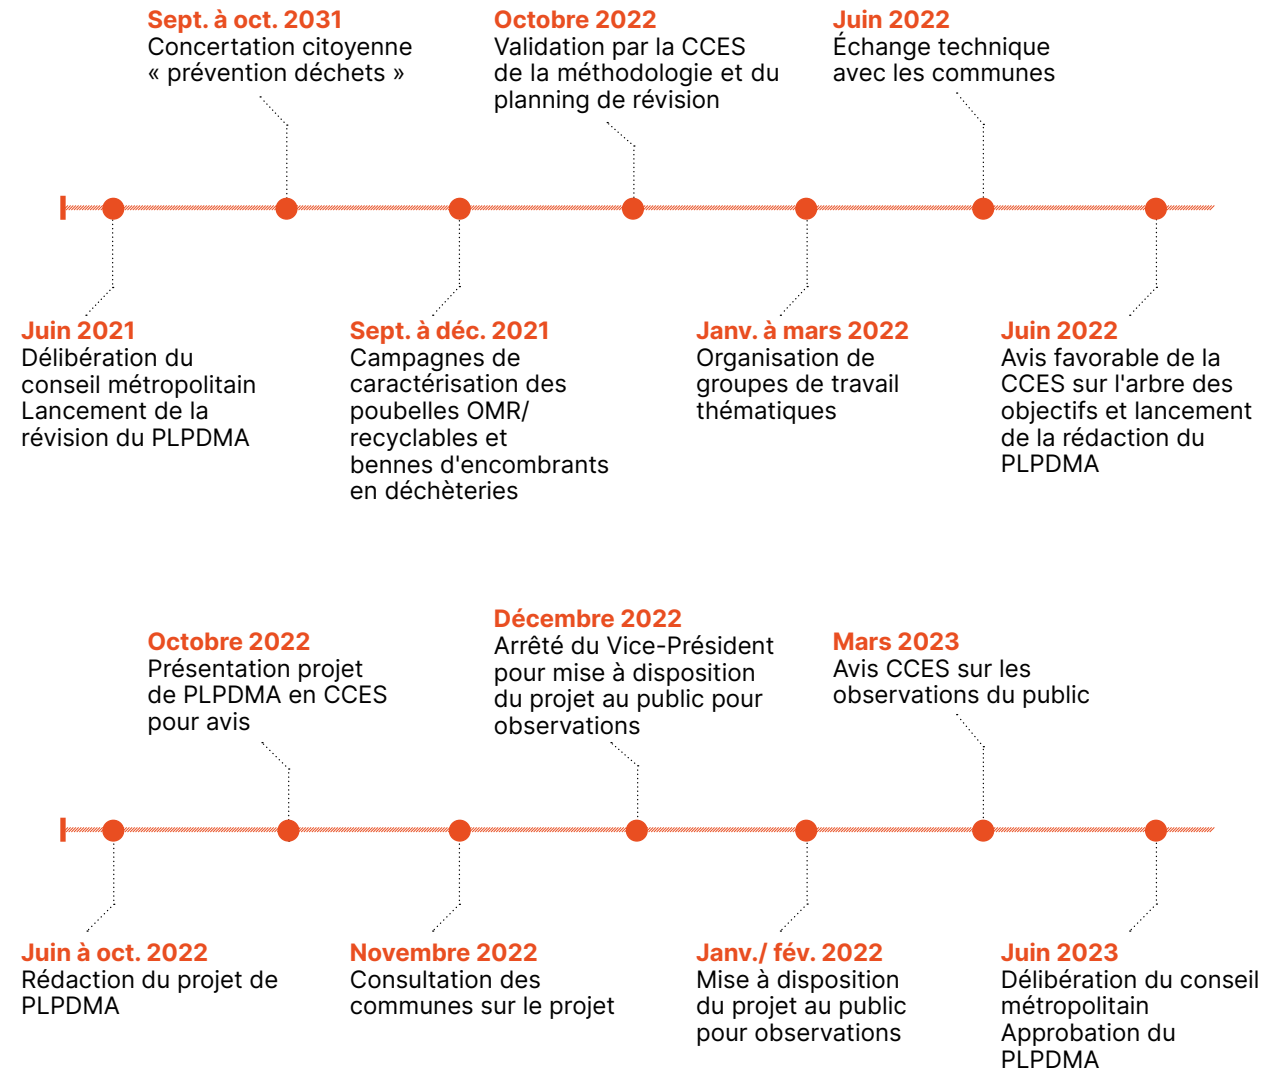 Sept. à oct. 2031
Concertation citoyenne
« prévention déchets »
Octobre 2022
Validation par la CCES
de la méthodologie et du
planning de révision
Juin 2022
Échange technique
avec les communes
Juin 2021
Délibération du
conseil métropolitain
Lancement de la
révision du PLPDMA
Sept. à déc. 2021
Campagnes de
caractérisation des
poubelles OMR/
recyclables et
bennes d'encombrants
en déchèteries
Janv. à mars 2022
Organisation de
groupes de travail
thématiques
Juin 2022
Avis favorable de la
CCES sur l'arbre des
objectifs et lancement
de la rédaction du
PLPDMA
Octobre 2022
Présentation projet
de PLPDMA en CCES
pour avis
Décembre 2022
Arrêté du Vice-Président
pour mise à disposition
du projet au public pour
observations
Mars 2023
Avis CCES sur les
observations du public
Juin à oct. 2022
Rédaction du projet de
PLPDMA
Novembre 2022
Consultation des
communes sur le projet
Janv./ fév. 2022
Mise à disposition
du projet au public
pour observations
Juin 2023
Délibération du conseil
métropolitain
Approbation du
PLPDMA